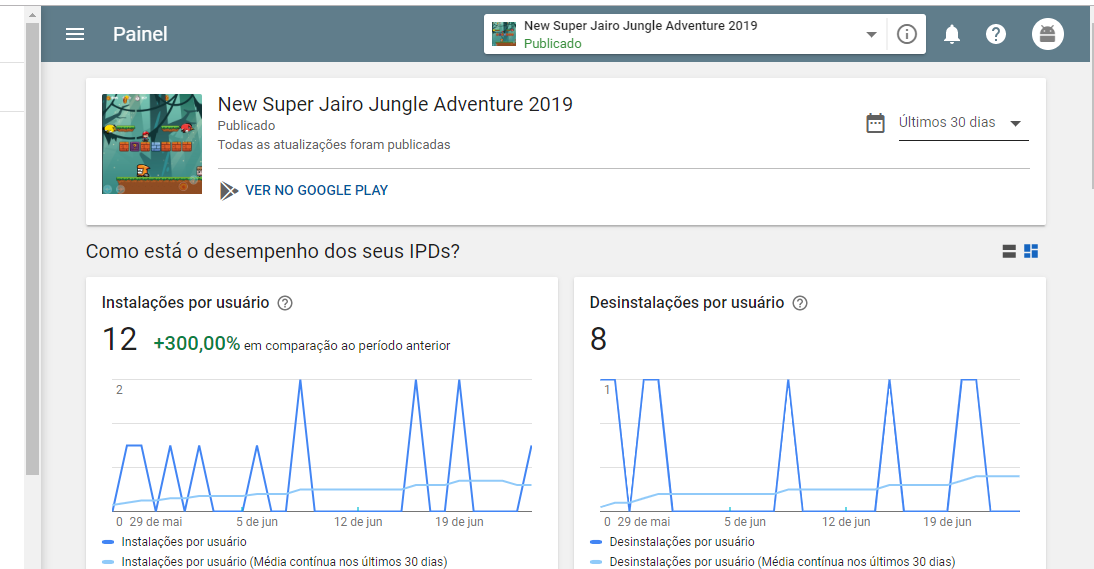 Painel
New Super Jairo Jungle Adventure 2019
Publicado
New Super Jairo Jungle Adventure 2019
Publicado
Todas as atualizações foram publicadas
Últimos 30 dias
VER NO GOOGLE PLAY
Como está o desempenho dos seus IPDs?
Instalações por usuário
12 +300,00% em comparação ao período anterior
2
0 29 de mai 5 de jun 12 de jun 19 de jun
Instalações por usuário
Instalações por usuário (Média contínua nos últimos 30 dias)
Desinstalações por usuário
8
1
0 29 de mai 5 de jun 12 de jun 19 de jun
Desinstalações por usuário
Desinstalações por usuário (Média contínua nos últimos 30 dias)